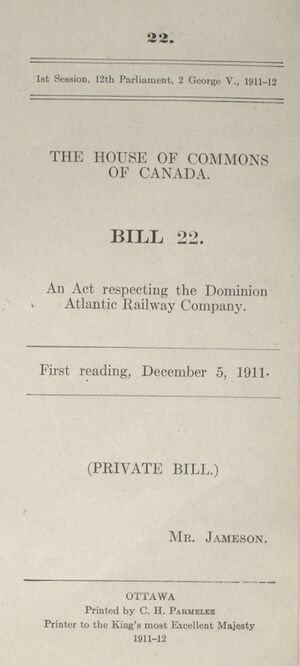 22.
1st Session, 12th Parliament, 2 George V., 1911-12
THE HOUSE OF COMMONS
OF CANADA.
BILL 22.
An Act respecting the Dominion
Atlantic Railway Company.
First reading, December 5, 1911.
(PRIVATE BILL.)
MR. JAMESON.
OTTAWA
Printed by C. H. PARMELEE
Printer to the King's most Excellent Majesty
1911-12